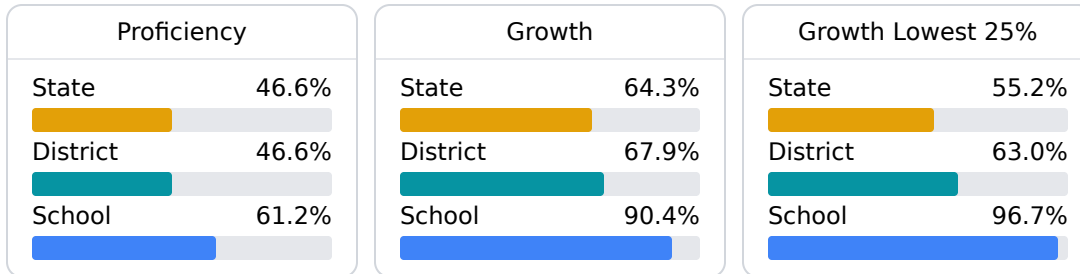 Proficiency
State 46.6%
District 46.6%
School 61.2%
Growth
State 64.3%
District 67.9%
School 90.4%
Growth Lowest 25%
State 55.2%
District 63.0%
School 96.7%